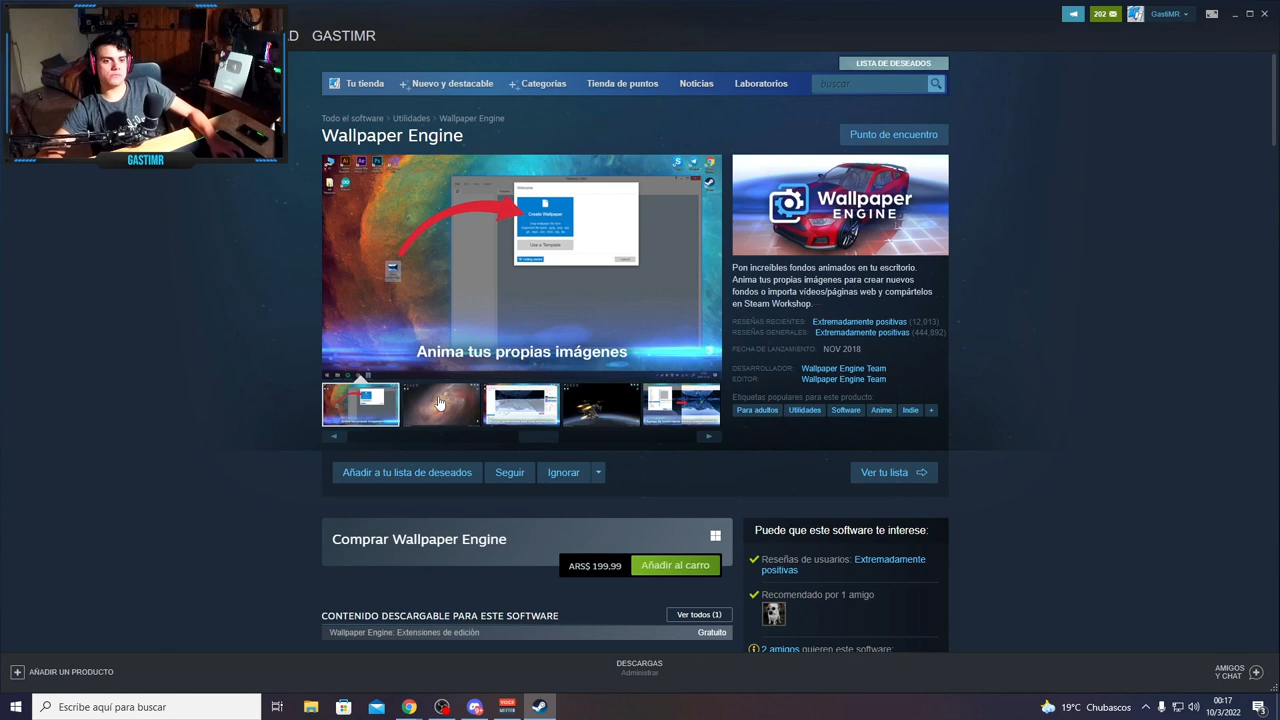 202
GastiMR
AD GASTIMR
LISTA DE DESEADOS
Tu tienda
Nuevo y destacable
Categorías
Tienda de puntos
Noticias
Laboratorios
buscar
Todo el software > Utilidades > Wallpaper Engine
Wallpaper Engine
Punto de encuentro
GASTIMR
Welcome
Create Wallpaper
Use a Template
Anima tus propias imágenes
Wallpaper
ENGINE
Pon increíbles fondos animados en tu escritorio.
Anima tus propias imágenes para crear nuevos
fondos o importa vídeos/páginas web y compártelos
en Steam Workshop.
RESEÑAS RECIENTES: Extremadamente positivas (12,013)
RESEÑAS GENERALES: Extremadamente positivas (444,892)
FECHA DE LANZAMIENTO: NOV 2018
DESARROLLADOR: Wallpaper Engine Team
EDITOR: Wallpaper Engine Team
Etiquetas populares para este producto:
Para adultos
Utilidades
Software
Anime
Indie
+
Añadir a tu lista de deseados
Seguir
Ignorar
Ver tu lista
Comprar Wallpaper Engine
ARS$ 199,99
Añadir al carro
CONTENIDO DESCARGABLE PARA ESTE SOFTWARE
Ver todos (1)
Wallpaper Engine: Extensiones de edición
Gratuito
Puede que este software te interese:
Reseñas de usuarios: Extremadamente
positivas
Recomendado por 1 amigo
2 amigos quieren este software:
AÑADIR UN PRODUCTO
DESCARGAS
Administrar
AMIGOS
Y CHAT
Escribe aquí para buscar
19°C Chubascos
00:17
10/3/2022